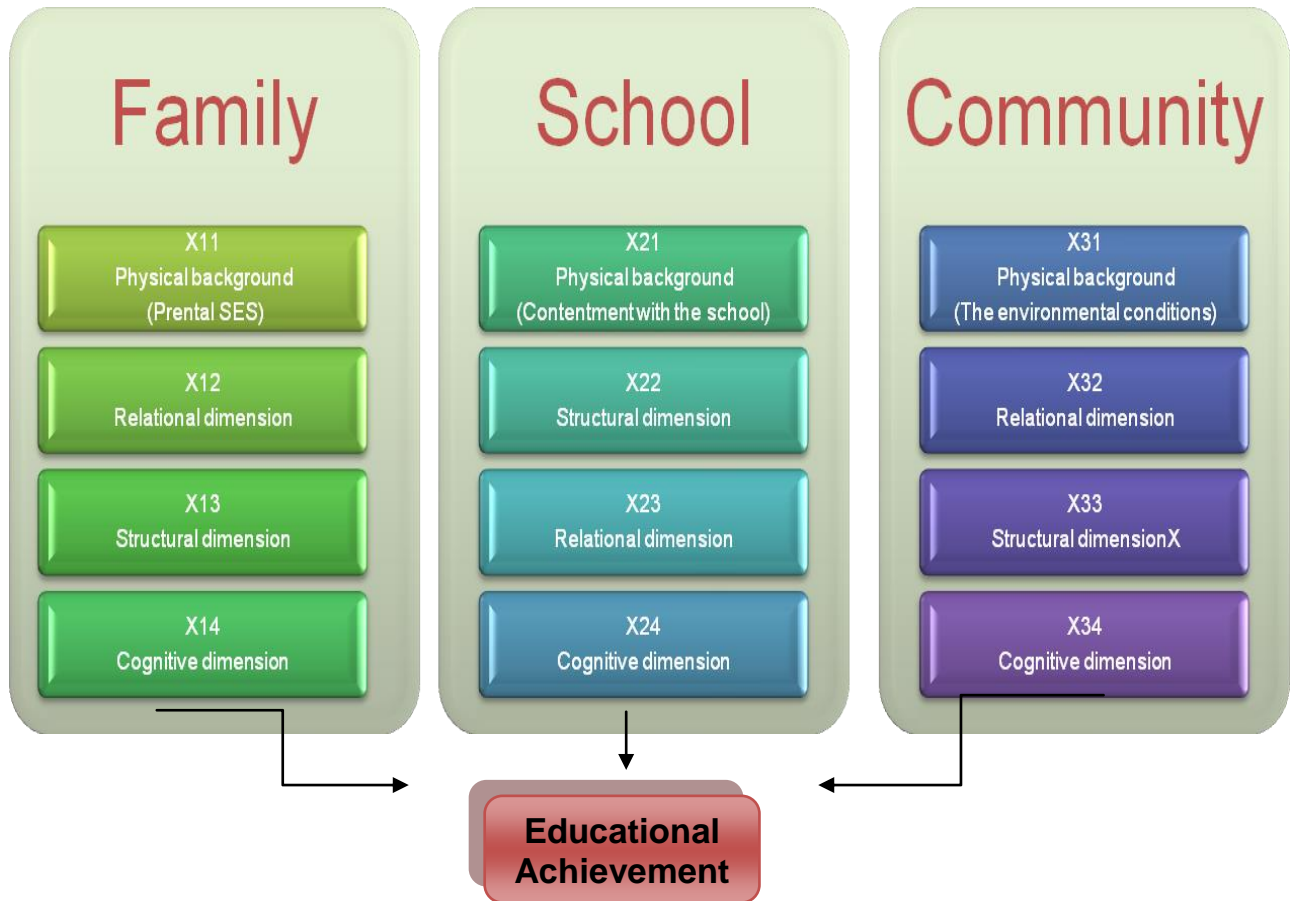 Family
X11
Physical background
(Prental SES)
X12
Relational dimension
X13
Structural dimension
X14
Cognitive dimension
School
X21
Physical background
(Contentment with the school)
X22
Structural dimension
X23
Relational dimension
X24
Cognitive dimension
Community
X31
Physical background
(The environmental conditions)
X32
Relational dimension
X33
Structural dimensionX
X34
Cognitive dimension
Educational
Achievement